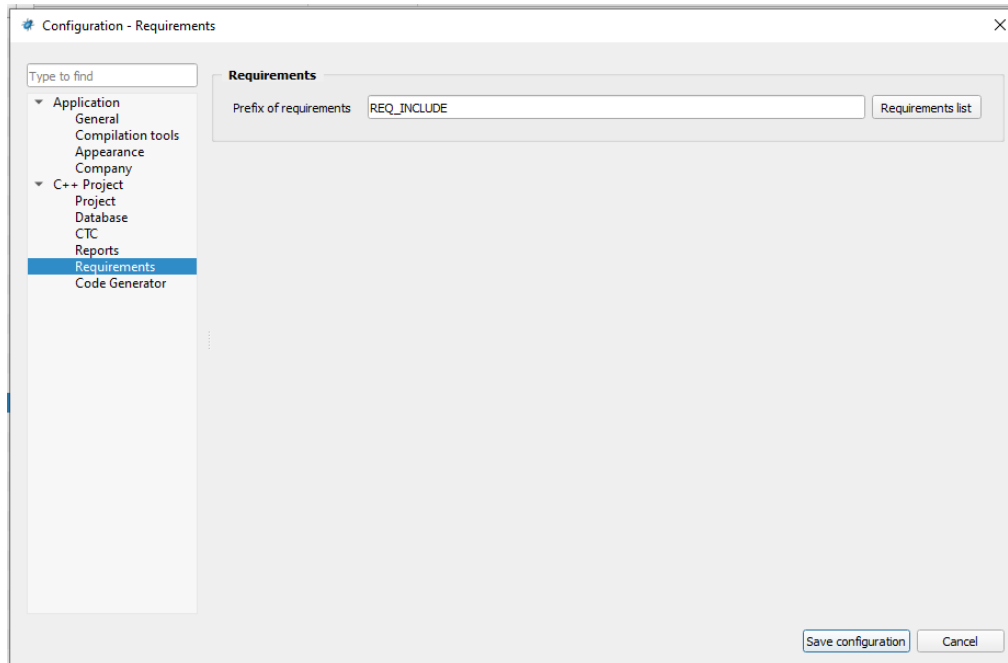 Configuration - Requirements
Type to find
Application
General
Compilation tools
Appearance
Company
C++ Project
Project
Database
CTC
Reports
Requirements
Code Generator
Requirements
Prefix of requirements REQ_INCLUDE Requirements list
Save configuration Cancel